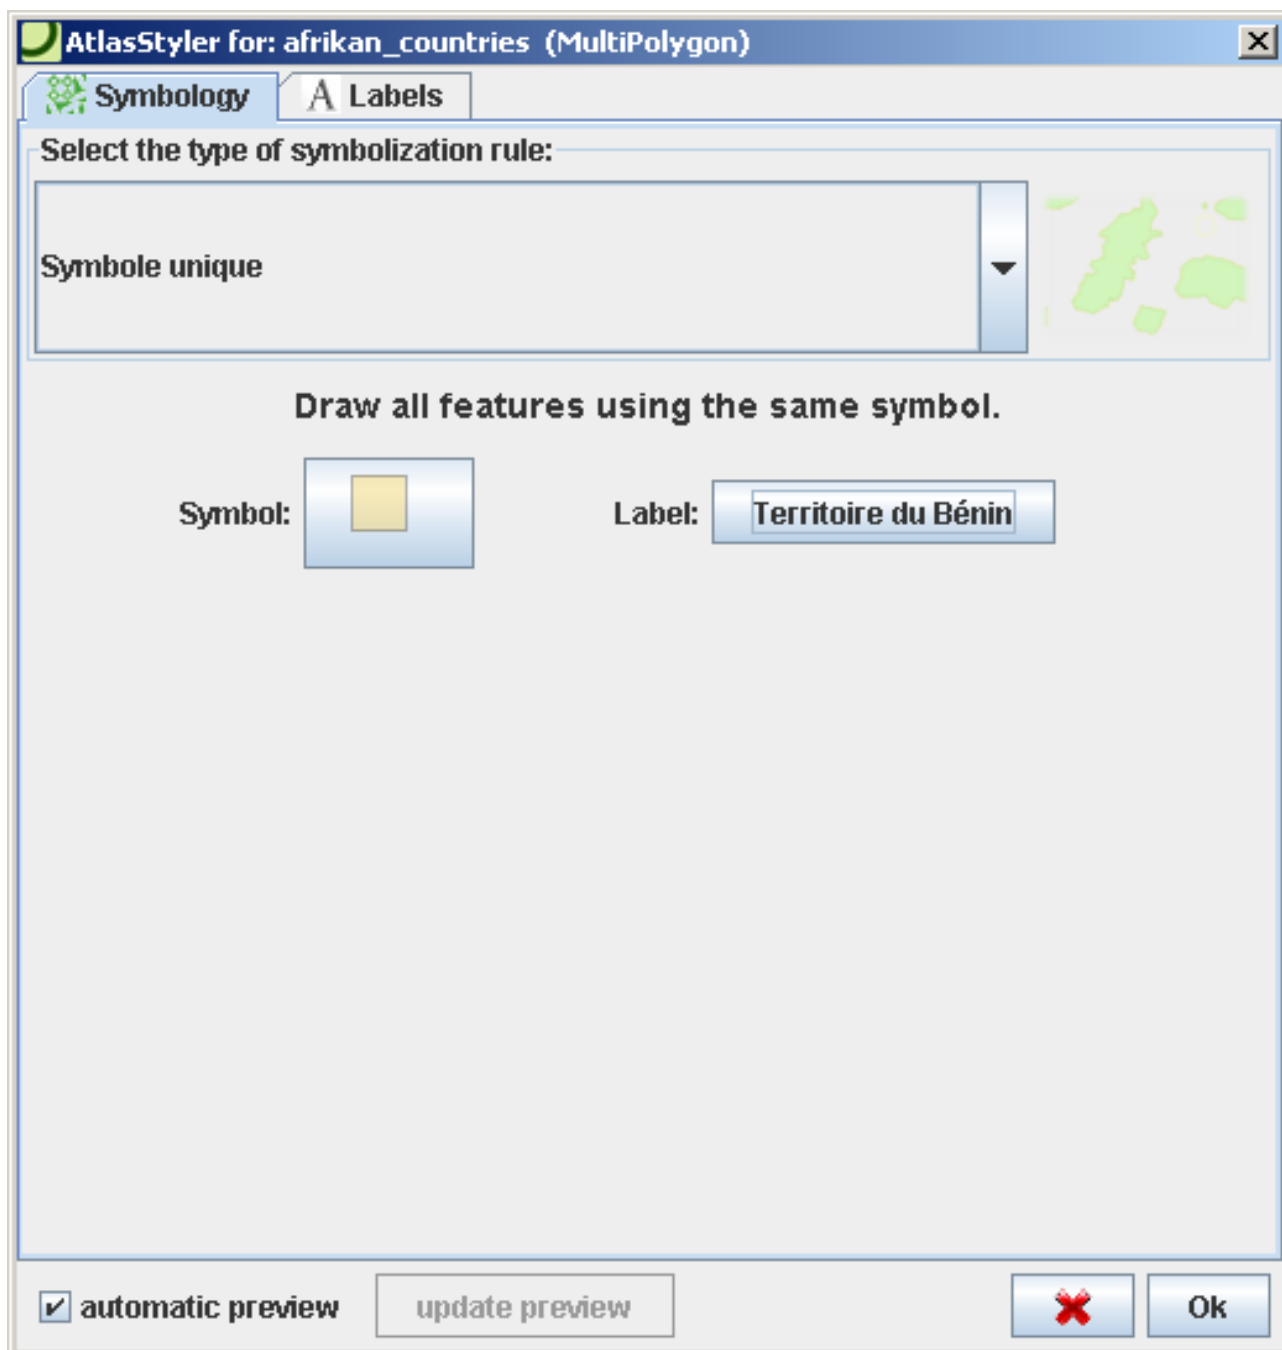 AtlasStyler for: afrikan_countries (MultiPolygon)
Symbology
A Labels
Select the type of symbolization rule:
Symbole unique
Draw all features using the same symbol.
Symbol:
Label: Territoire du Bénin
automatic preview
update preview
Ok